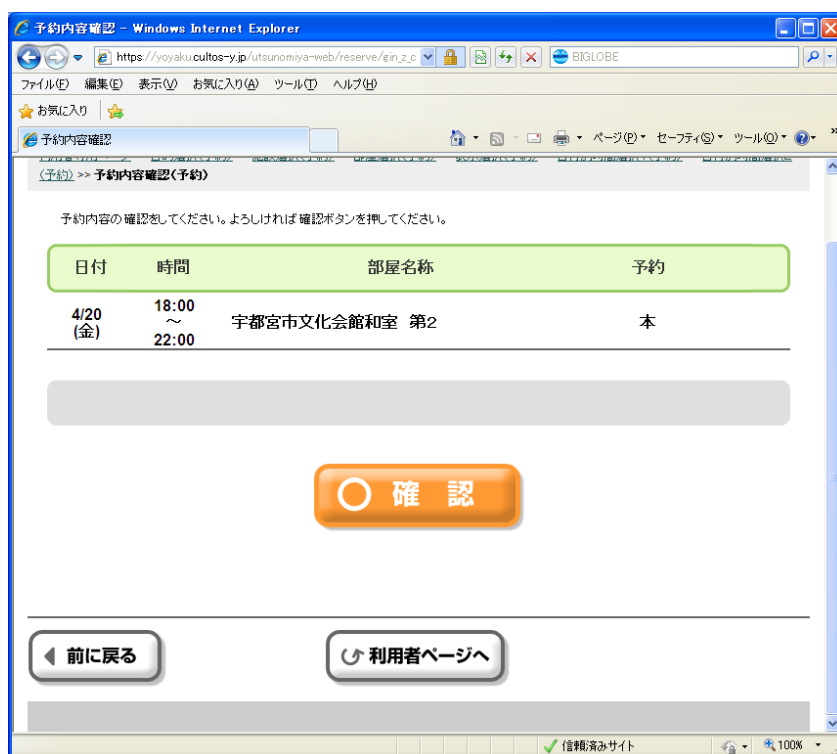 予約内容確認 - Windows Internet Explorer
https://yoyaku.cultos-y.jp/utsunomiya-web/reserve/gin_z_c
BIGLOBE
ファイル(F) 編集(E) 表示(V) お気に入り(A) ツール(T) ヘルプ(H)
お気に入り
予約内容確認
ページ(P) セーフティ(S) ツール(O)
(予約) >> 予約内容確認(予約)
予約内容の確認をしてください。よろしければ確認ボタンを押してください。
日付 時間 部屋名称 予約
4/20
(金)
18:00
～
22:00
宇都宮市文化会館和室 第2
本
確 認
前に戻る
利用者ページへ
信頼済みサイト
100%